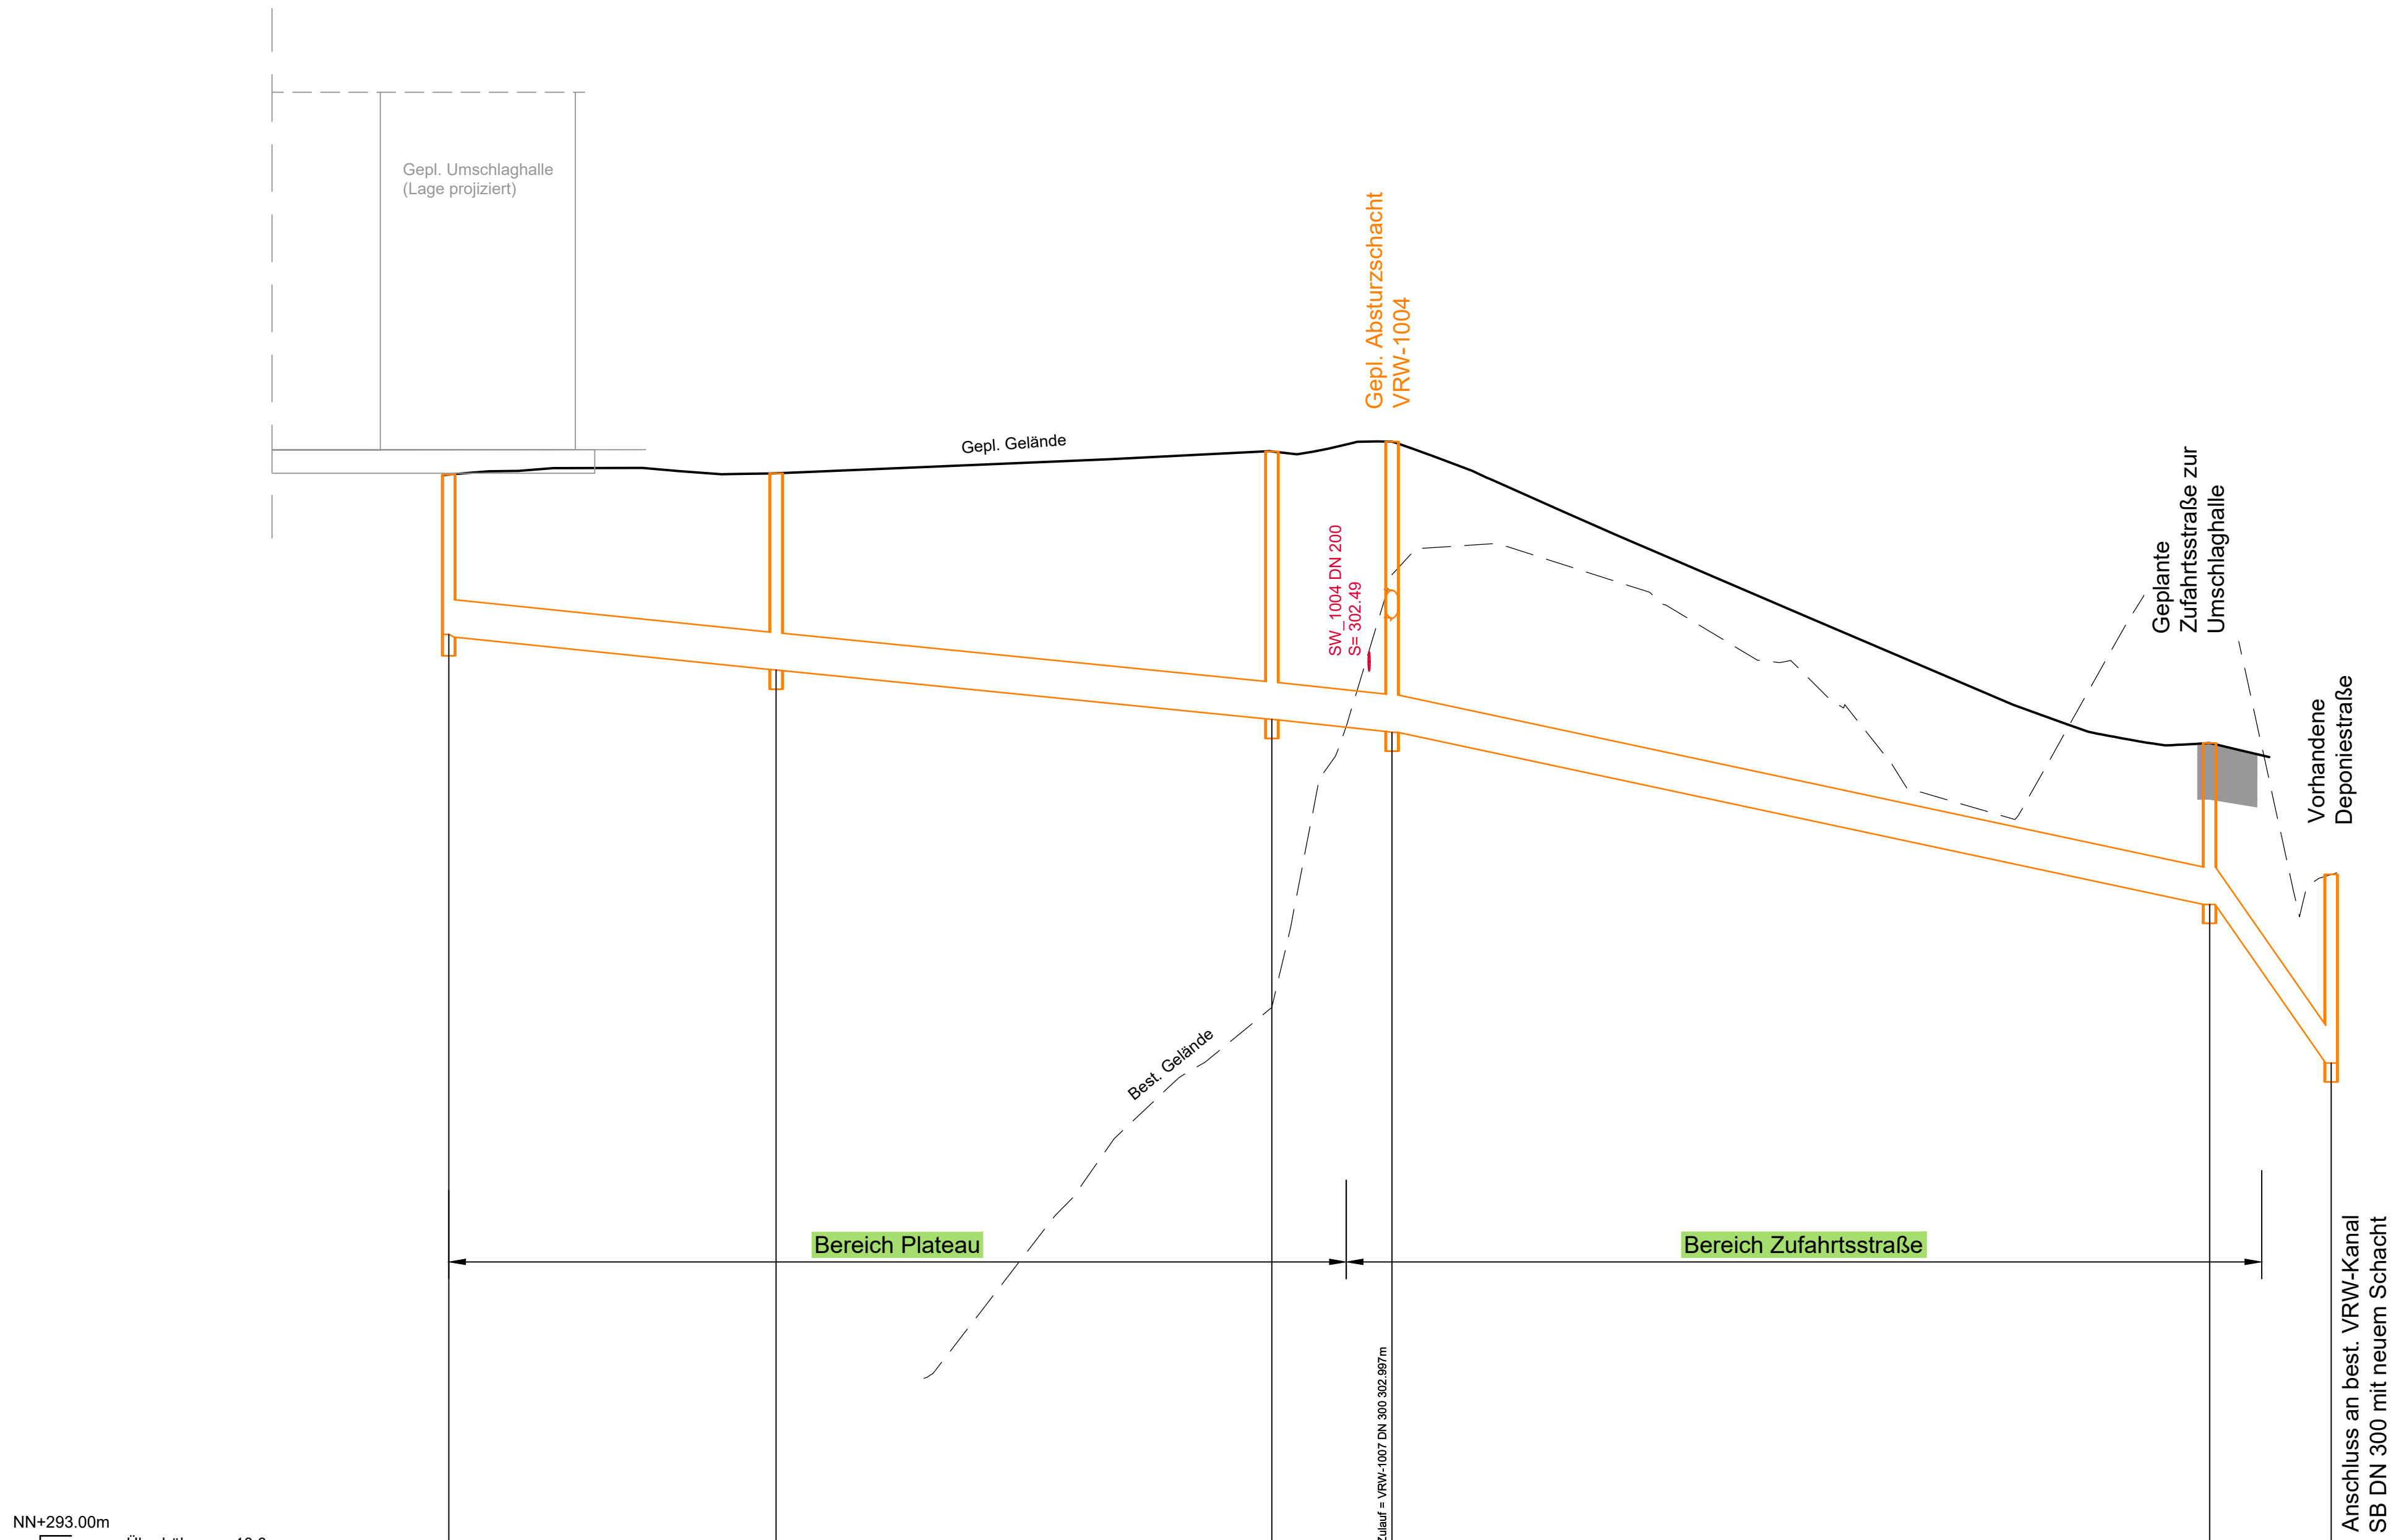 Gepl. Umschlaghalle
(Lage projiziert)
Gepl. Absturzschacht
VRW-1004
Gepl. Gelände
SW_1004 DN 200
S= 302.49
Geplante
Zufahrtsstraße zur
Umschlaghalle
Vorhandene
Deponiestraße
Best. Gelände
Bereich Plateau
Bereich Zufahrtsstraße
Zulauf = VRW-1007 DN 300 302.997m
Anschluss an best. VRW-Kanal
SB DN 300 mit neuem Schacht
NN+293.00m